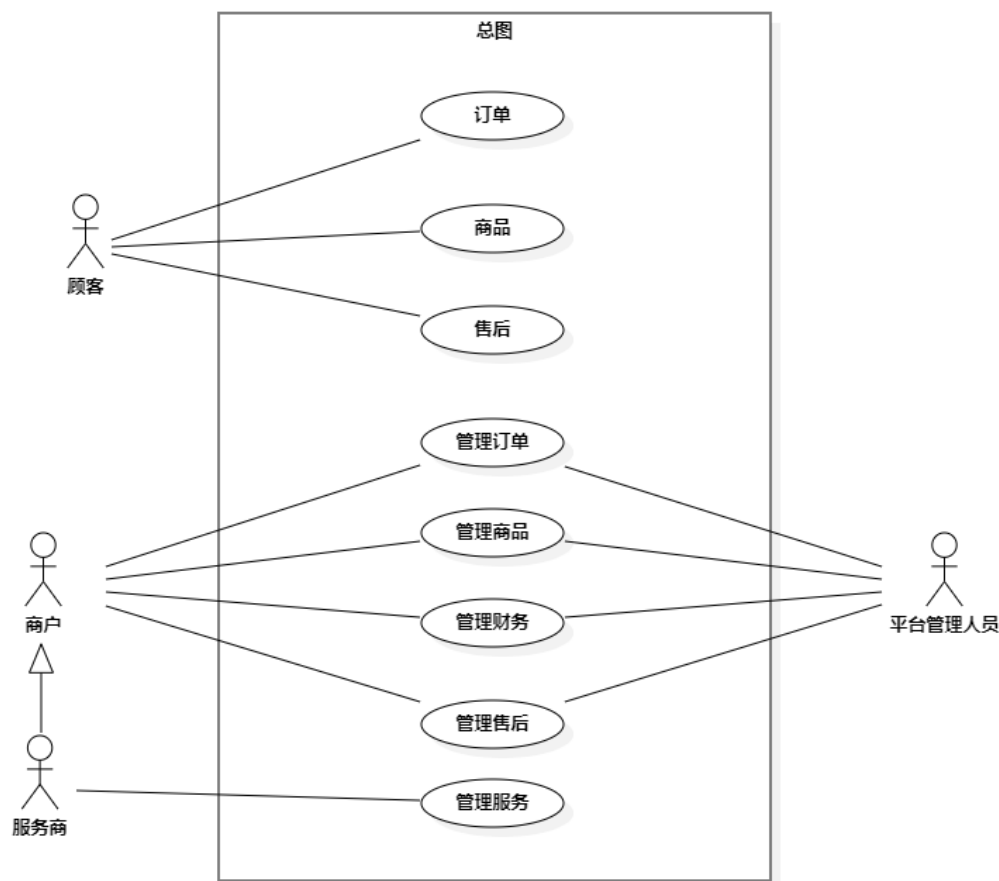 总图
订单
商品
顾客
售后
管理订单
管理商品
商户
管理财务
平台管理人员
管理售后
管理服务
服务商